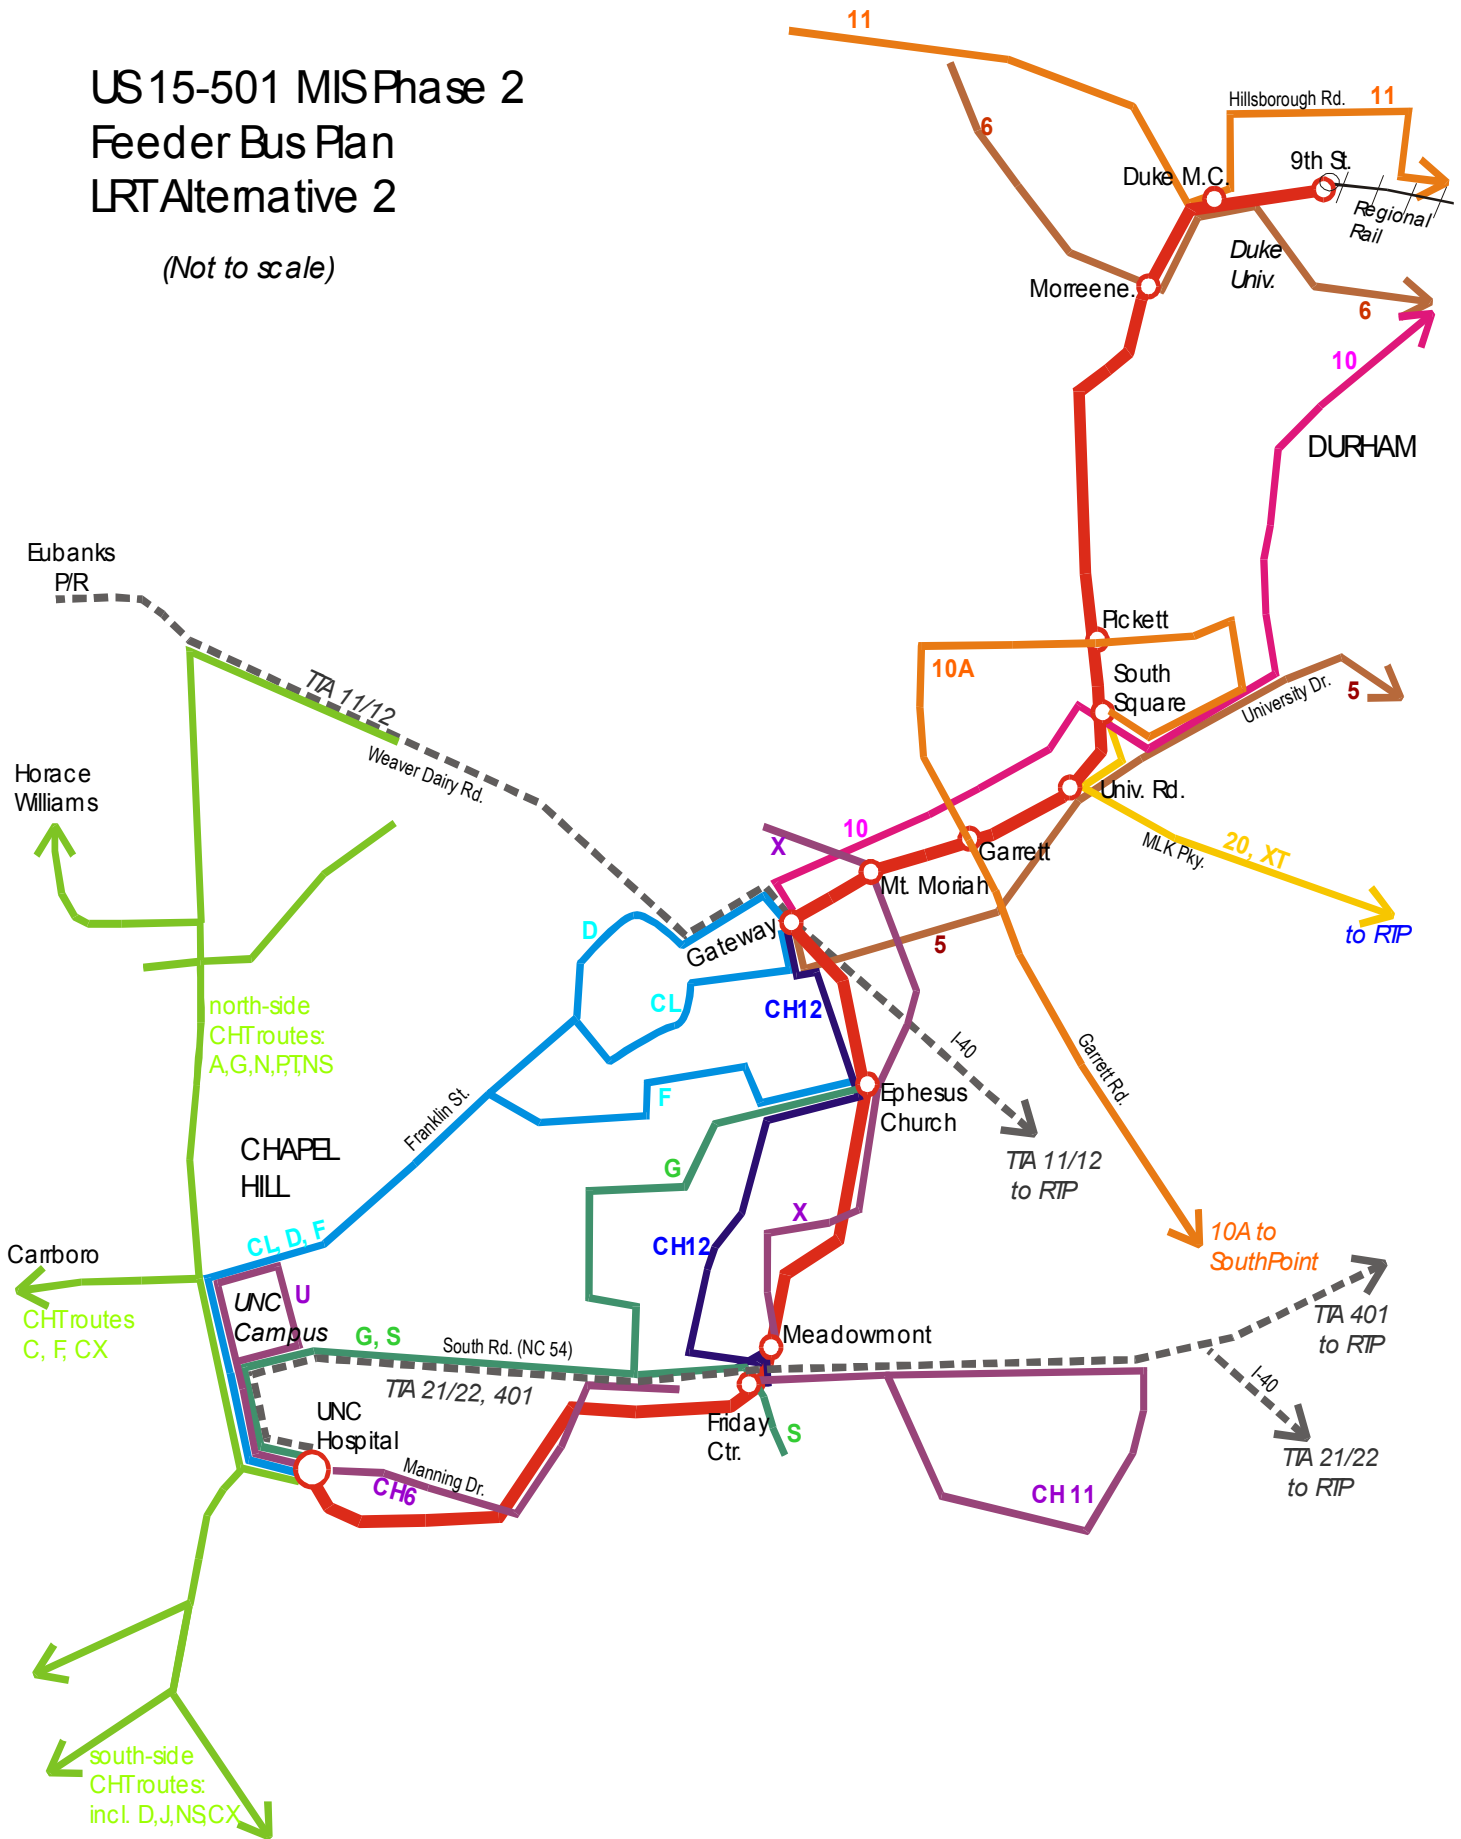 11
US 15-501 MIS Phase 2
Feeder Bus Plan
LRT Alternative 2
(Not to scale)
Hillsborough Rd.
11
6
9th St.
Duke M.C.
Regional
Rail
Duke
Univ.
Morreene.
6
10
DURHAM
Eubanks
P/R
Pickett
10A
South
Square
TTA 11/12
University Dr.
5
Weaver Dairy Rd.
Horace
Williams
Univ. Rd.
10
X
Garrett
MLK Pky.
20, XT
Mt. Moriah
to RTP
D
Gateway
5
CL
CH12
north-side
CHT routes:
A,G,N,P,T,NS
I-40
Garrett Rd.
F
Ephesus
Church
Franklin St.
CHAPEL
HILL
G
TTA 11/12
to RTP
X
CH12
CL, D, F
10A to
SouthPoint
Carrboro
U
UNC
Campus
CHT routes
C, F, CX
G, S
South Rd. (NC 54)
Meadowmont
TTA 401
to RTP
TTA 21/22, 401
I-40
UNC
Hospital
Friday
Ctr.
S
TTA 21/22
to RTP
Manning Dr.
CH6
CH 11
south-side
CHT routes:
incl. D,J,NS,CX